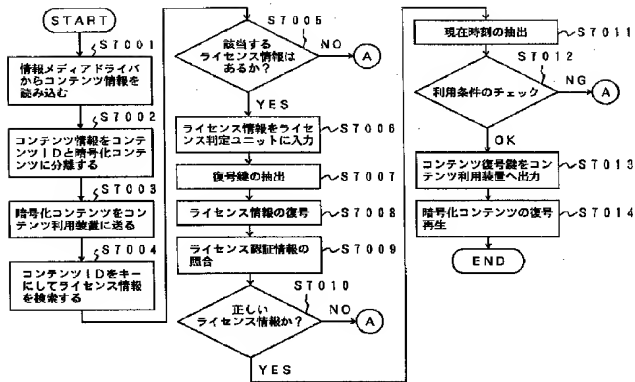 START
S7001
情報メディアドライバ
からコンテンツ情報を
読み込む
S7002
コンテンツ情報をコンテ
ンツIDと暗号化コンテ
ンツに分離する
S7003
暗号化コンテンツをコン
テンツ利用装置に送る
S7004
コンテンツIDをキー
にしてライセンス情報
を検索する
S7005
該当する
ライセンス情報は
あるか?
NO
A
YES
ライセンス情報をライセ
ンス判定ユニットに入力
S7006
復号鍵の抽出
S7007
ライセンス情報の復号
S7008
ライセンス認証情報の
照合
S7009
S7010
正しい
ライセンス情報か?
NO
A
YES
現在時刻の抽出
S7011
S7012
利用条件のチェック
NG
A
OK
コンテンツ復号鍵をコ
ンテンツ利用装置へ出力
S7013
暗号化コンテンツの復号
再生
S7014
END